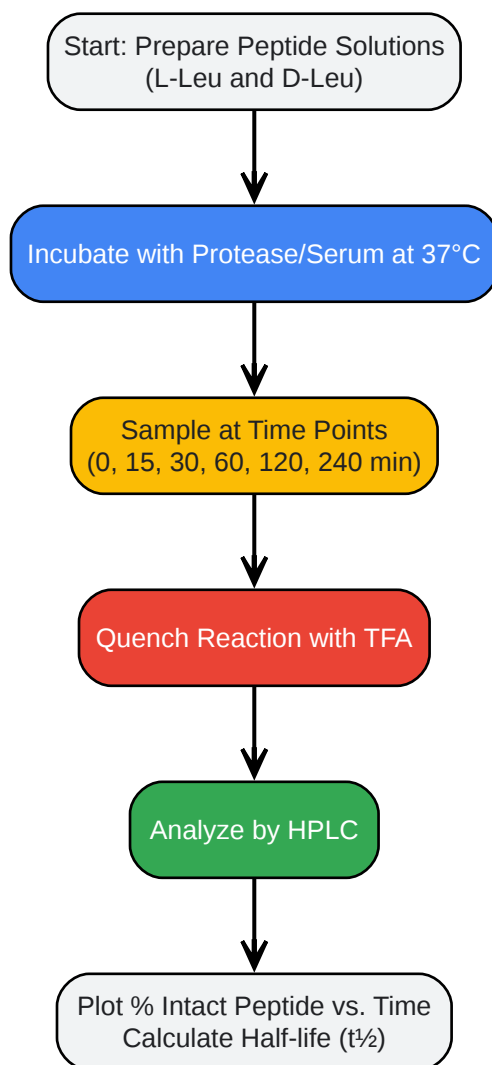 Start: Prepare Peptide Solutions
(L-Leu and D-Leu)
Incubate with Protease/Serum at 37°C
Sample at Time Points
(0, 15, 30, 60, 120, 240 min)
Quench Reaction with TFA
Analyze by HPLC
Plot % Intact Peptide vs. Time
Calculate Half-life (t½)